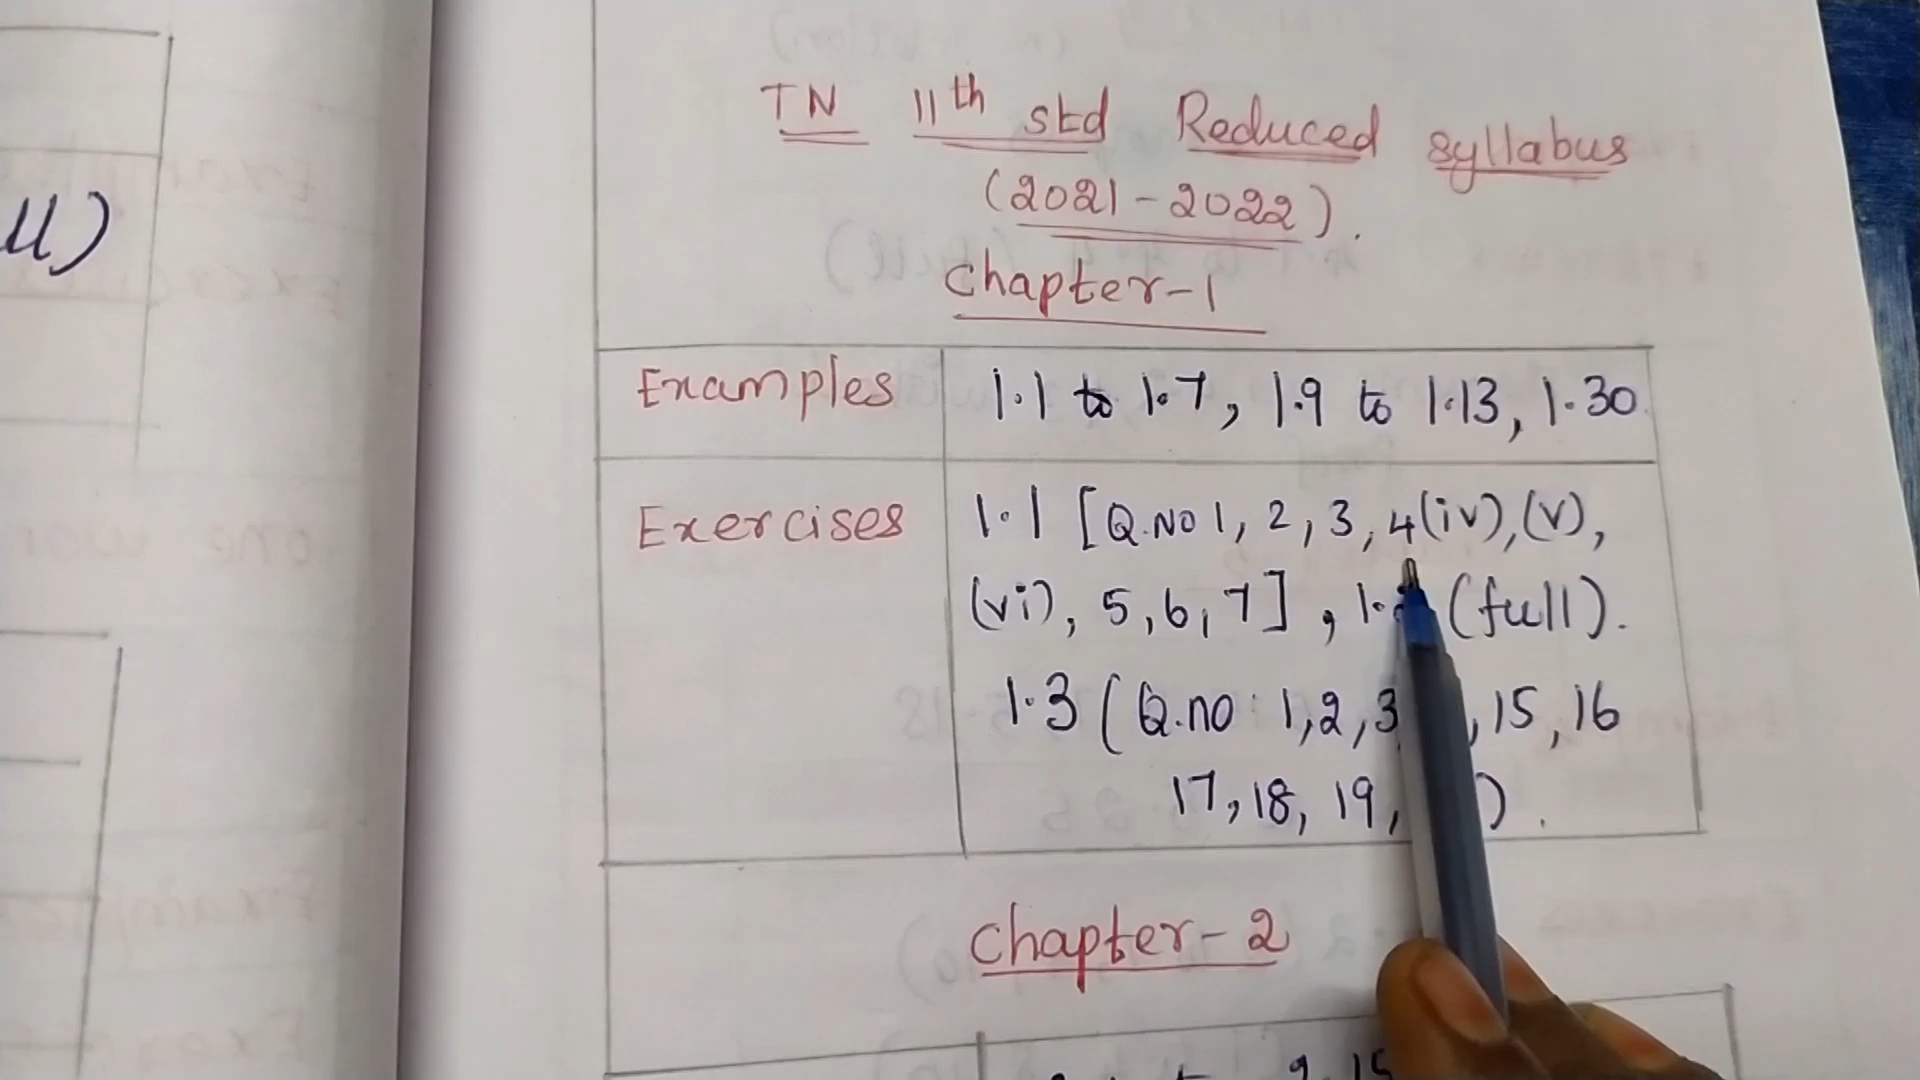 TN 11th std Reduced syllabus
(2021-2022).
Chapter-1
Examples 1.1 to 1.7, 1.9 to 1.13, 1.30
Exercises 1.1 [Q.NO 1, 2, 3, 4(iv),(v),
(vi), 5,6,7] , (full).
1.3 (Q.no: 1,2,3 ,15,16
17,18, 19, ).
Chapter-2